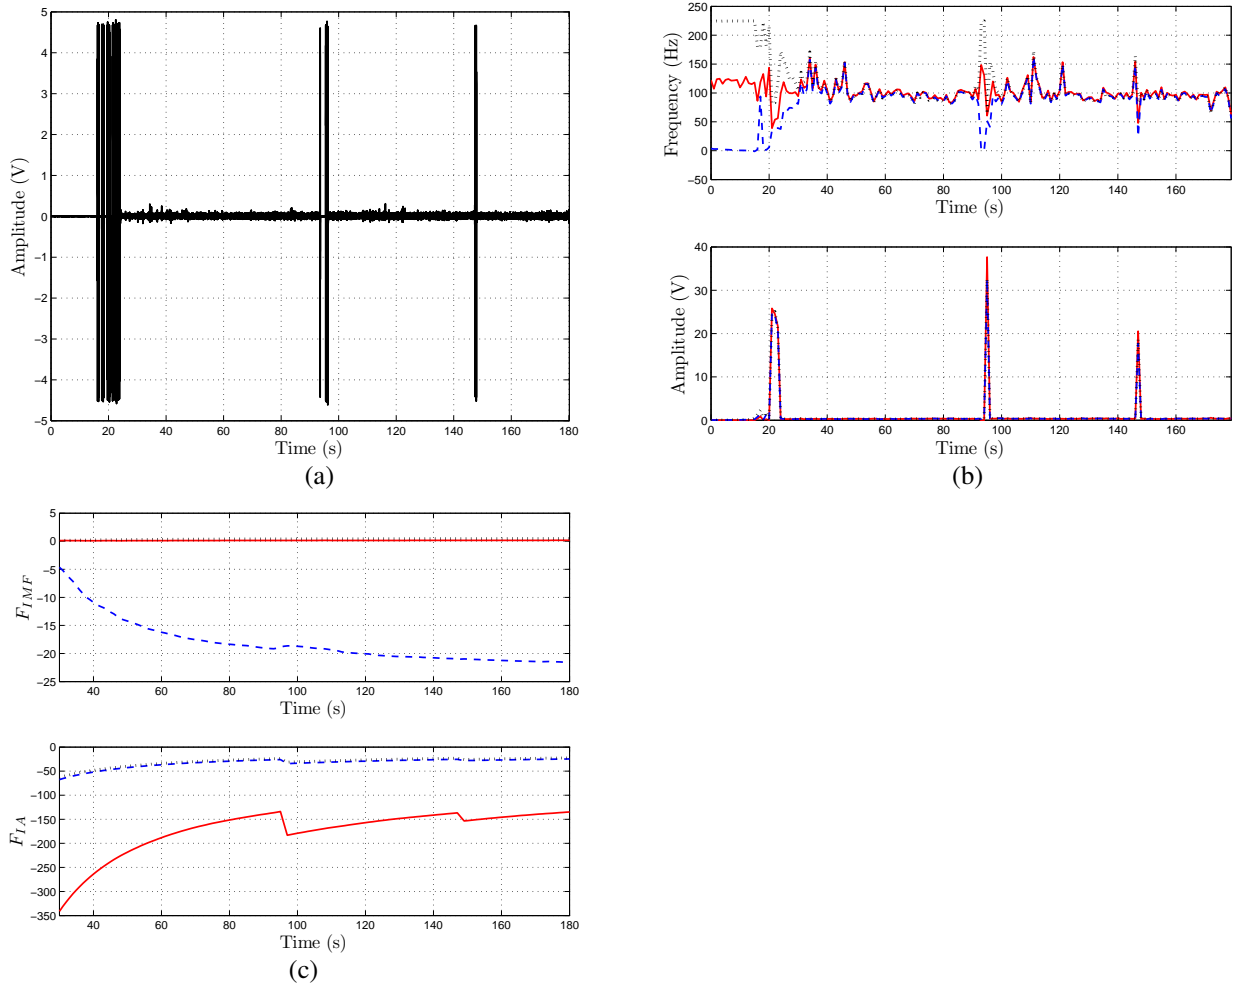 5
4
3
2
1
0
−1
−2
−3
−4
−5
Amplitude (V)
0 20 40 60 80 100 120 140 160 180
Time (s)
(a)
250
200
150
100
50
0
−50
Frequency (Hz)
0 20 40 60 80 100 120 140 160
Time (s)
40
30
20
10
0
Amplitude (V)
0 20 40 60 80 100 120 140 160
Time (s)
(b)
5
0
−5
−10
−15
−20
−25
F_{IMF}
40 60 80 100 120 140 160 180
Time (s)
0
−50
−100
−150
−200
−250
−300
−350
F_{IA}
40 60 80 100 120 140 160 180
Time (s)
(c)